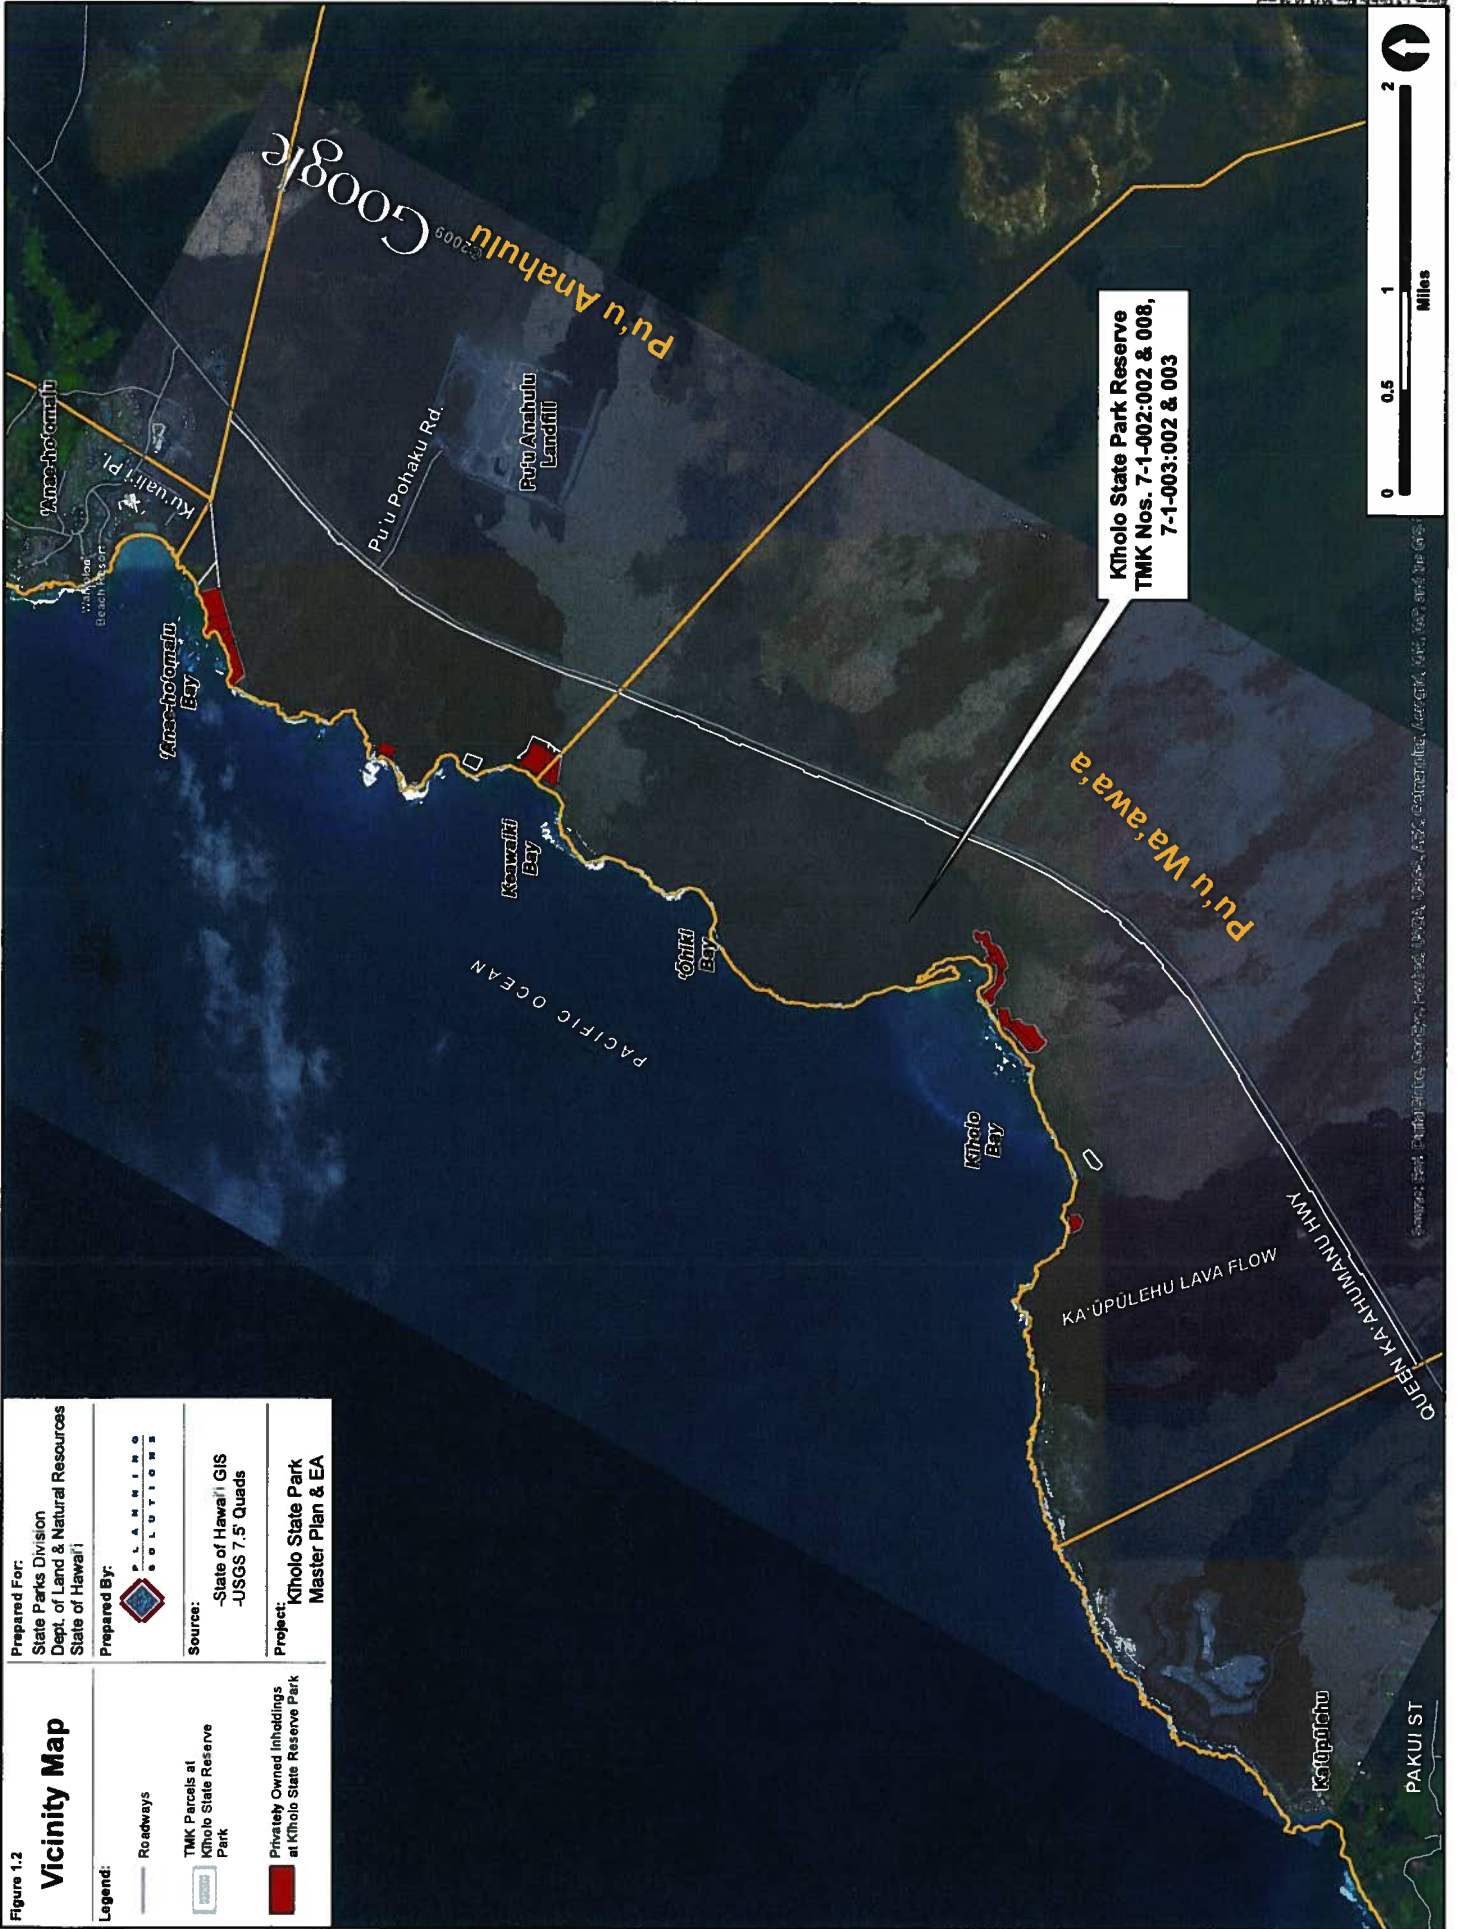 Figure 1.2
Vicinity Map
Legend:
Roadways
TMK Parcels at
Kīholo State Reserve
Park
Privately Owned Inholdings
at Kīholo State Reserve Park
Prepared For:
State Parks Division
Dept. of Land & Natural Resources
State of Hawai'i
Prepared By:
PLANNING
SOLUTIONS
Source:
-State of Hawai'i GIS
-USGS 7.5' Quads
Project:
Kīholo State Park
Master Plan & EA
'Anae-ho'omalu
Waikoloa
Beach Resort
Ku'uali'i Pl.
'Anae-ho'omalu
Bay
Google
©2009
Pu'u Anahulu
Pu'u Pohaku Rd.
Pu'u Anahulu
Landfill
Keawaiki
Bay
'Ōhiki
Bay
PACIFIC OCEAN
Kīholo
Bay
Kīholo State Park Reserve
TMK Nos. 7-1-002:002 & 008,
7-1-003:002 & 003
Pu'u Wa'awa'a
KA'ŪPŪLEHU LAVA FLOW
QUEEN KA'AHUMANU HWY
Ka'ūpūlehu
PAKUI ST
0 0.5 1 2
Miles